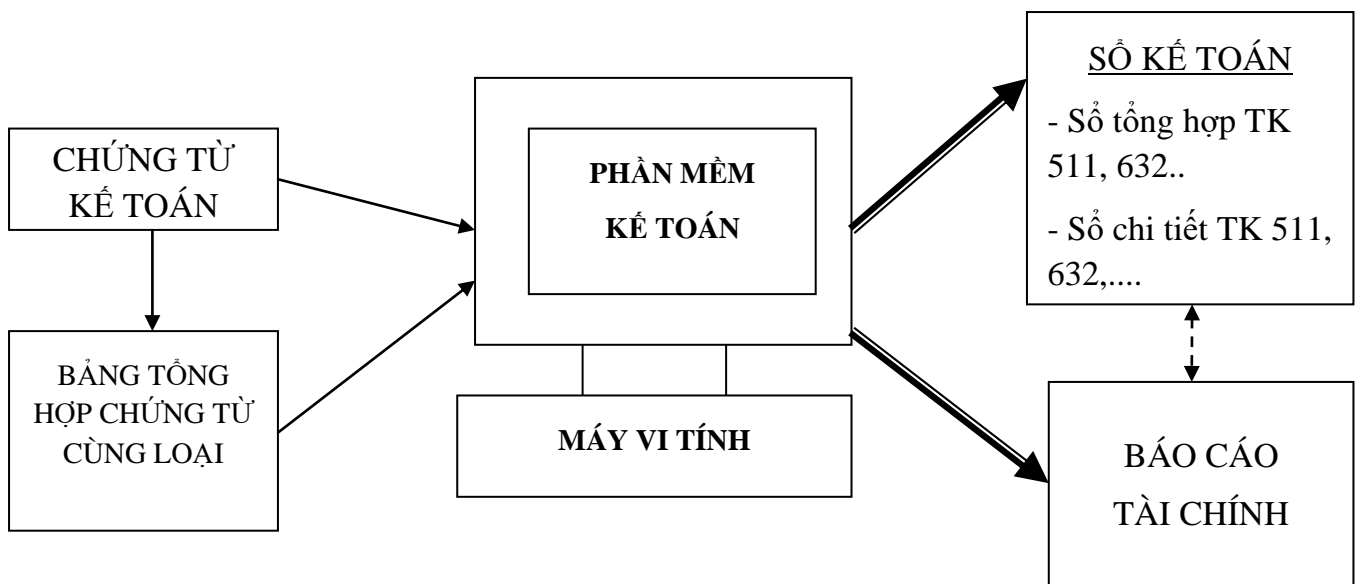 CHỨNG TỪ
KẾ TOÁN
BẢNG TỔNG
HỢP CHỨNG TỪ
CÙNG LOẠI
PHẦN MỀM
KẾ TOÁN
MÁY VI TÍNH
SỔ KẾ TOÁN
- Sổ tổng hợp TK
511, 632..
- Sổ chi tiết TK 511,
632,....
BÁO CÁO
TÀI CHÍNH